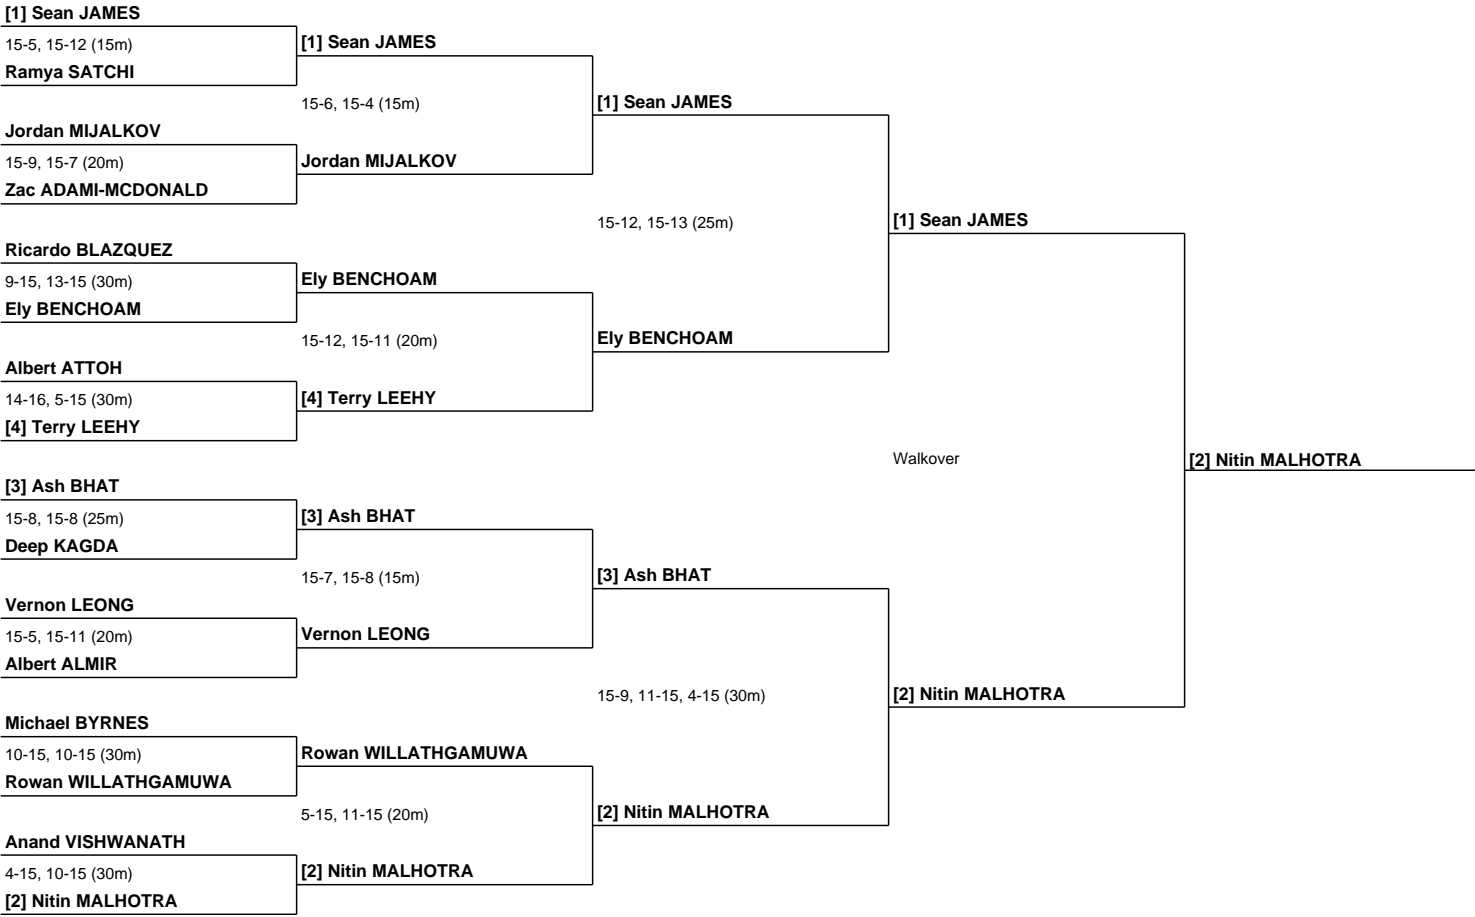 [1] Sean JAMES
15-5, 15-12 (15m)
Ramya SATCHI
Jordan MIJALKOV
15-9, 15-7 (20m)
Zac ADAMI-MCDONALD
Ricardo BLAZQUEZ
9-15, 13-15 (30m)
Ely BENCHOAM
Albert ATTOH
14-16, 5-15 (30m)
[4] Terry LEEHY
[3] Ash BHAT
15-8, 15-8 (25m)
Deep KAGDA
Vernon LEONG
15-5, 15-11 (20m)
Albert ALMIR
Michael BYRNES
10-15, 10-15 (30m)
Rowan WILLATHGAMUWA
Anand VISHWANATH
4-15, 10-15 (30m)
[2] Nitin MALHOTRA
[1] Sean JAMES
15-6, 15-4 (15m)
Jordan MIJALKOV
Ely BENCHOAM
15-12, 15-11 (20m)
[4] Terry LEEHY
[3] Ash BHAT
15-7, 15-8 (15m)
Vernon LEONG
Rowan WILLATHGAMUWA
5-15, 11-15 (20m)
[2] Nitin MALHOTRA
[1] Sean JAMES
15-12, 15-13 (25m)
Ely BENCHOAM
[3] Ash BHAT
15-9, 11-15, 4-15 (30m)
[2] Nitin MALHOTRA
[1] Sean JAMES
Walkover
[2] Nitin MALHOTRA
[2] Nitin MALHOTRA